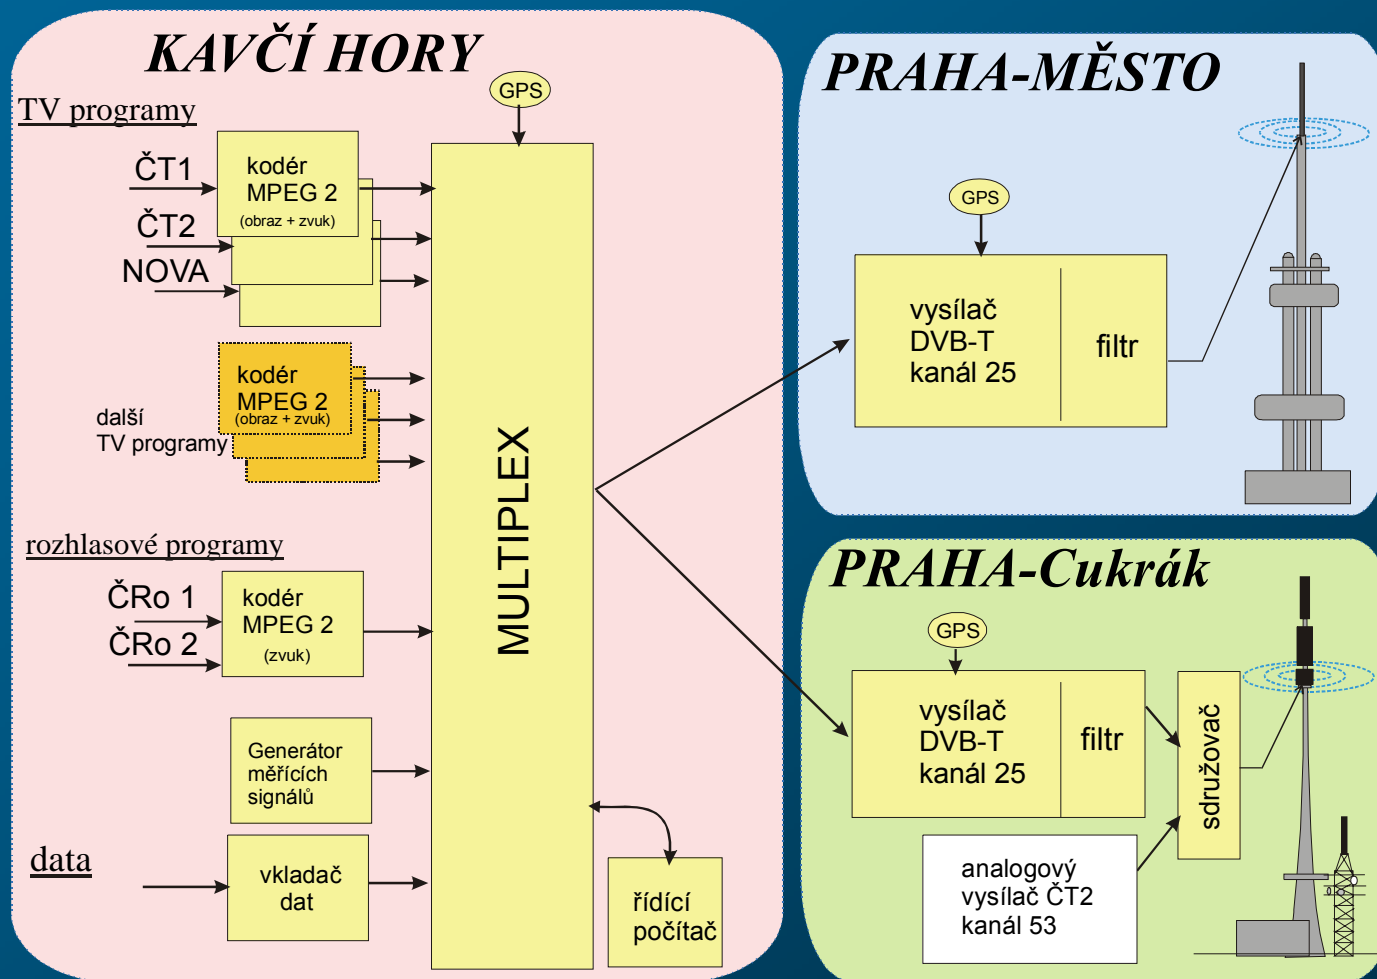 KAVČÍ HORY
GPS
TV programy
ČT1
ČT2
NOVA
kodér
MPEG 2
(obraz + zvuk)
kodér
MPEG 2
(obraz + zvuk)
další
TV programy
rozhlasové programy
ČRo 1
ČRo 2
kodér
MPEG 2
(zvuk)
Generátor
měřících
signálů
data
vkladač
dat
MULTIPLEX
řídící
počítač
PRAHA-MĚSTO
GPS
vysílač
DVB-T
kanál 25
filtr
PRAHA-Cukrák
GPS
vysílač
DVB-T
kanál 25
filtr
sdružovač
analogový
vysílač ČT2
kanál 53